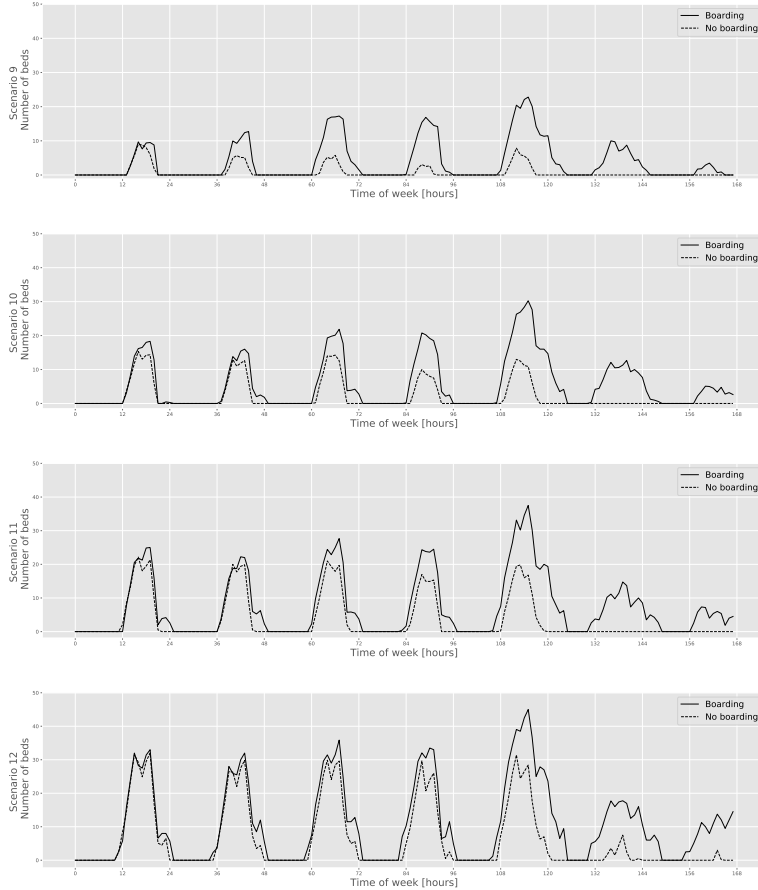 50
40
30
20
10
0
Scenario 9
Number of beds
Boarding
No boarding
0 12 24 36 48 60 72 84 96 108 120 132 144 156 168
Time of week [hours]
50
40
30
20
10
0
Scenario 10
Number of beds
Boarding
No boarding
0 12 24 36 48 60 72 84 96 108 120 132 144 156 168
Time of week [hours]
50
40
30
20
10
0
Scenario 11
Number of beds
Boarding
No boarding
0 12 24 36 48 60 72 84 96 108 120 132 144 156 168
Time of week [hours]
50
40
30
20
10
0
Scenario 12
Number of beds
Boarding
No boarding
0 12 24 36 48 60 72 84 96 108 120 132 144 156 168
Time of week [hours]